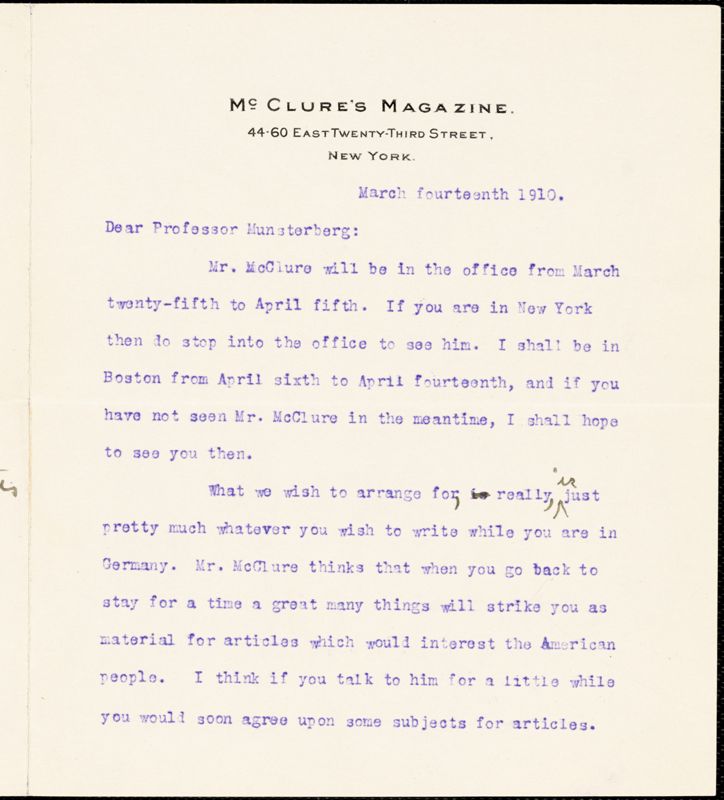 Mc CLURE'S MAGAZINE.
44-60 EAST TWENTY-THIRD STREET,
NEW YORK.
March fourteenth 1910.
Dear Professor Munsterberg:
Mr. McClure will be in the office from March
twenty-fifth to April fifth. If you are in New York
then do stop into the office to see him. I shall be in
Boston from April sixth to April fourteenth, and if you
have not seen Mr. McClure in the meantime, I shall hope
to see you then.
What we wish to arrange for, really, is just
pretty much whatever you wish to write while you are in
Germany. Mr. McClure thinks that when you go back to
stay for a time a great many things will strike you as
material for articles which would interest the American
people. I think if you talk to him for a little while
you would soon agree upon some subjects for articles.